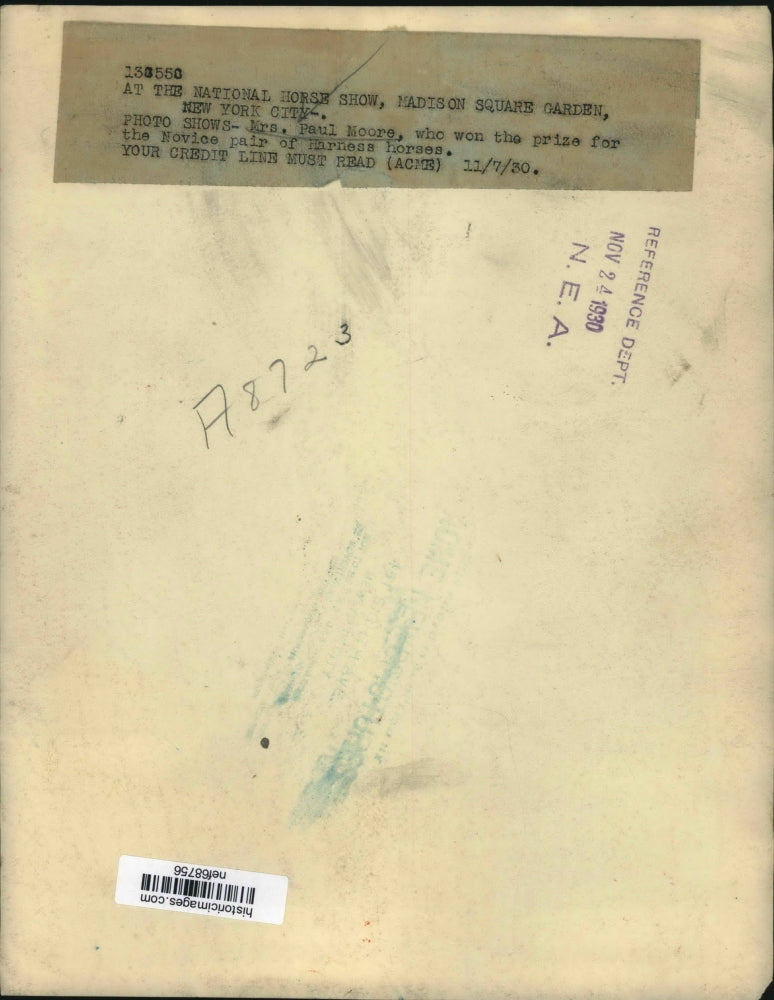 130550
AT THE NATIONAL HORSE SHOW, MADISON SQUARE GARDEN,
NEW YORK CITY-.
PHOTO SHOWS- Mrs. Paul Moore, who won the prize for
the Novice pair of Harness horses.
YOUR CREDIT LINE MUST READ (ACME) 11/7/30.
REFERENCE DEPT.
NOV 24 1930
N. E. A.
A8723
historicimages.com
nef68756